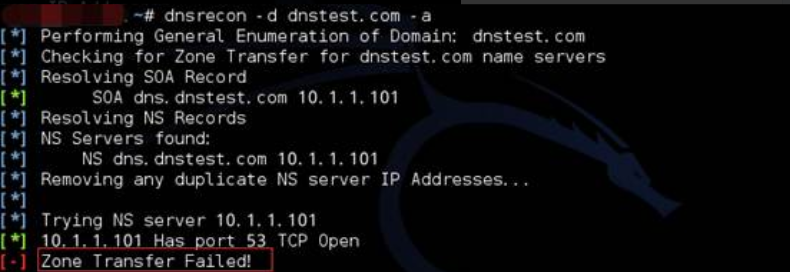 ~# dnsrecon -d dnstest.com -a
[*] Performing General Enumeration of Domain: dnstest.com
[*] Checking for Zone Transfer for dnstest.com name servers
[*] Resolving SOA Record
[*]      SOA dns.dnstest.com 10.1.1.101
[*] Resolving NS Records
[*] NS Servers found:
[*]     NS dns.dnstest.com 10.1.1.101
[*] Removing any duplicate NS server IP Addresses...
[*]
[*] Trying NS server 10.1.1.101
[*] 10.1.1.101 Has port 53 TCP Open
[-] Zone Transfer Failed!